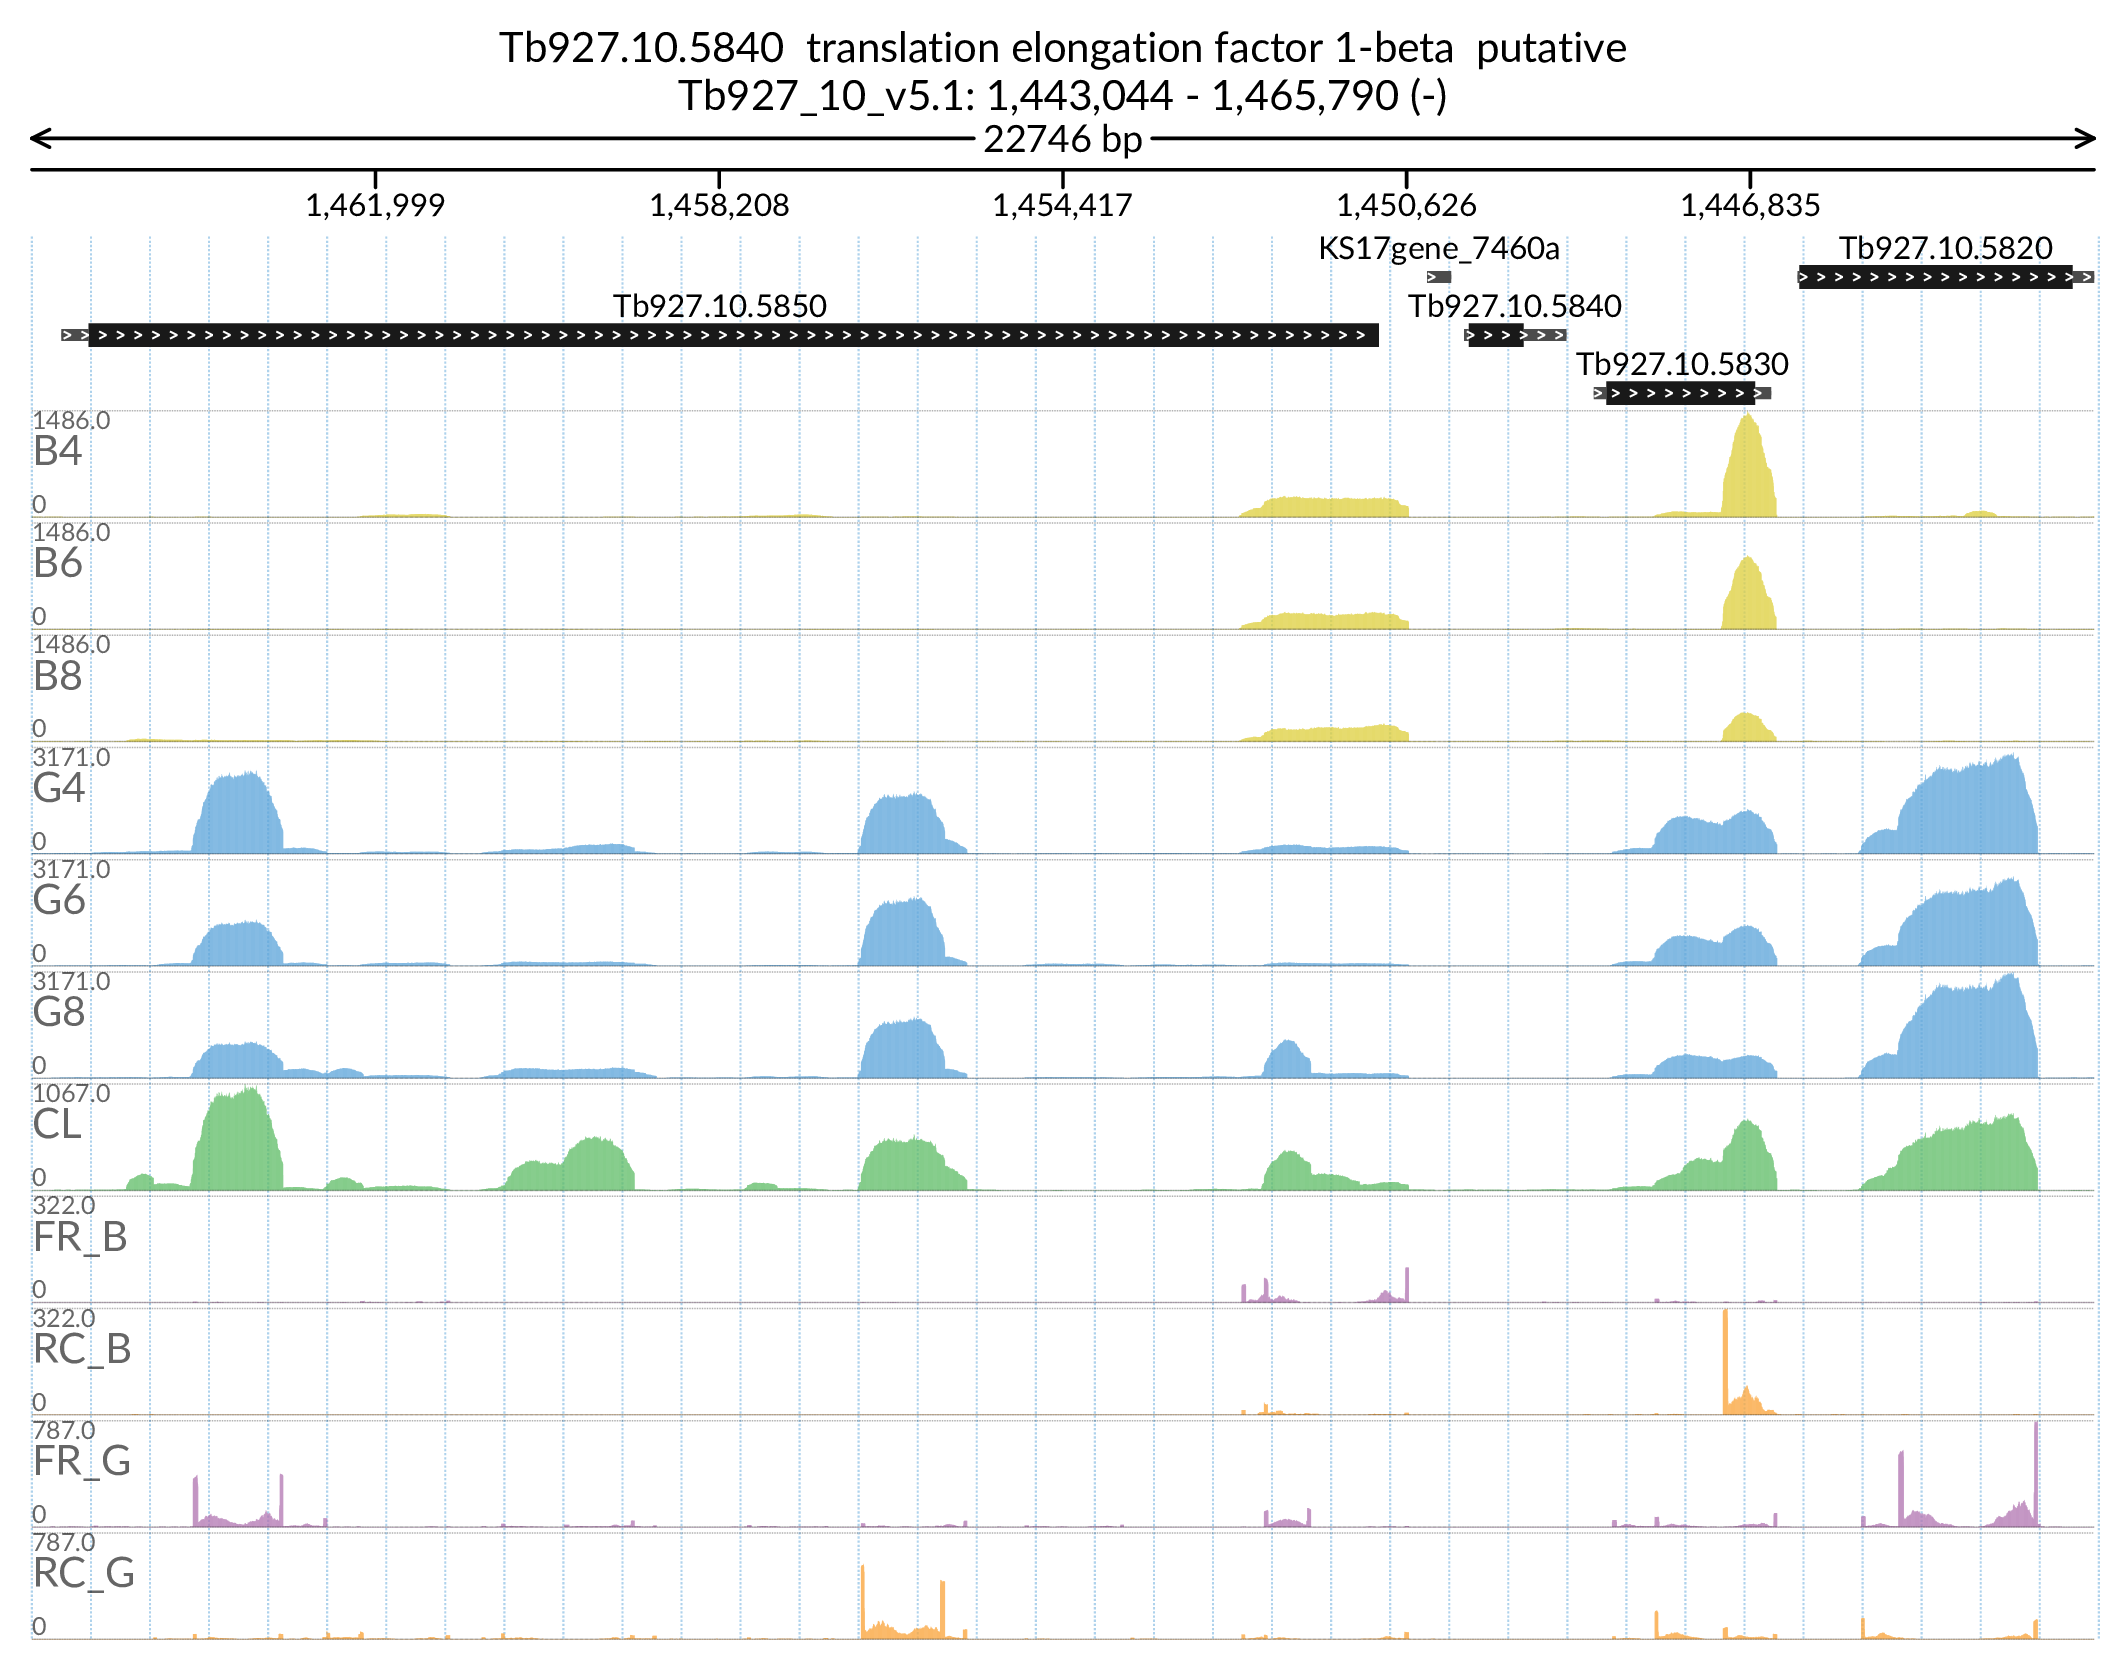 Tb927.10.5840  translation elongation factor 1-beta  putative
Tb927_10_v5.1: 1,443,044 - 1,465,790 (-)
22746 bp
1,461,999 1,458,208 1,454,417 1,450,626 1,446,835
KS17gene_7460a Tb927.10.5820
Tb927.10.5850 Tb927.10.5840
Tb927.10.5830
1486.0
B4
0
1486.0
B6
0
1486.0
B8
0
3171.0
G4
0
3171.0
G6
0
3171.0
G8
0
1067.0
CL
0
322.0
FR_B
0
322.0
RC_B
0
787.0
FR_G
0
787.0
RC_G
0